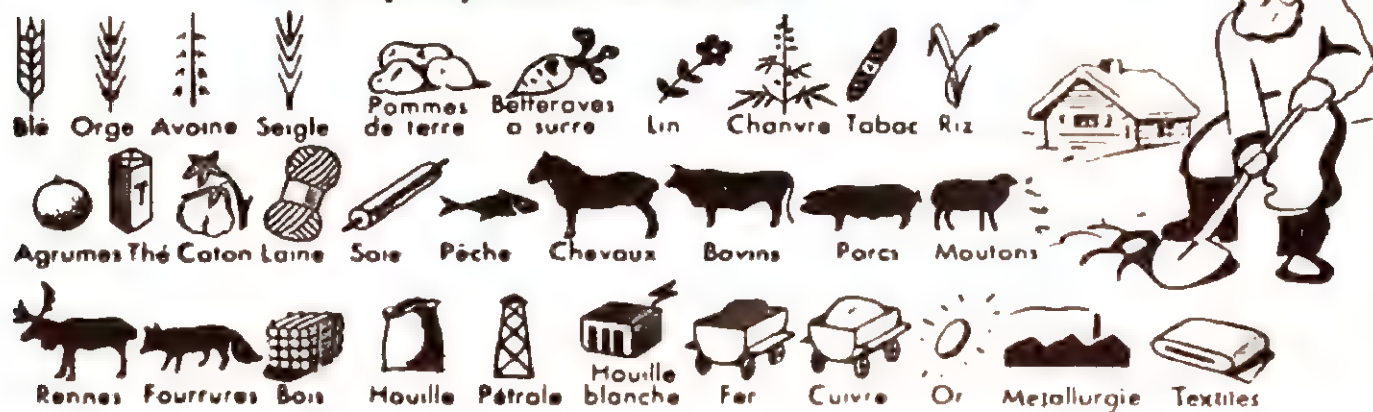 Blé Orge Avoine Seigle Pommes de terre Betteraves a sucre Lin Chanvre Tabac Riz
Agrumes Thé Coton Laine Soie Pêche Chevaux Bovins Porcs Moutons
Rennes Fourrures Bois Houille Pétrole Houille blanche Fer Cuivre Or Metallurgie Textiles